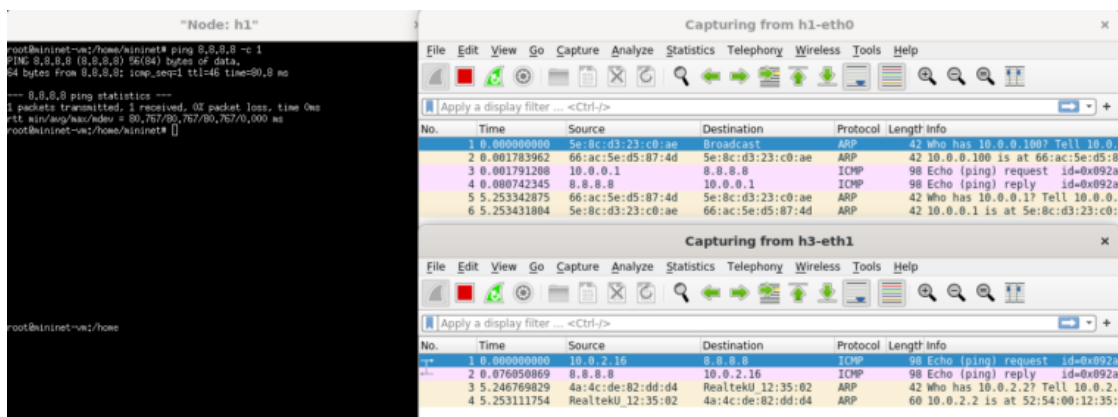 "Node: h1"
root@mininet-vm:/home/mininet# ping 8.8.8.8 -c 1
PING 8.8.8.8 (8.8.8.8) 56(84) bytes of data.
64 bytes from 8.8.8.8: icmp_seq=1 ttl=46 time=80.8 ms
--- 8.8.8.8 ping statistics ---
1 packets transmitted, 1 received, 0% packet loss, time 0ms
rtt min/avg/max/mdev = 80.767/80.767/80.767/0.000 ms
root@mininet-vm:/home/mininet#
root@mininet-vm:/home
Capturing from h1-eth0
File Edit View Go Capture Analyze Statistics Telephony Wireless Tools Help
Apply a display filter ... <Ctrl-/>
No. Time Source Destination Protocol Length Info
1 0.000000000 5e:8c:d3:23:c0:ae Broadcast ARP 42 Who has 10.0.0.100? Tell 10.0.
2 0.001783962 66:ac:5e:d5:87:4d 5e:8c:d3:23:c0:ae ARP 42 10.0.0.100 is at 66:ac:5e:d5:8
3 0.001791208 10.0.0.1 8.8.8.8 ICMP 98 Echo (ping) request id=0x092a
4 0.080742345 8.8.8.8 10.0.0.1 ICMP 98 Echo (ping) reply id=0x092a
5 5.253342875 66:ac:5e:d5:87:4d 5e:8c:d3:23:c0:ae ARP 42 Who has 10.0.0.1? Tell 10.0.0.
6 5.253431804 5e:8c:d3:23:c0:ae 66:ac:5e:d5:87:4d ARP 42 10.0.0.1 is at 5e:8c:d3:23:c0:
Capturing from h3-eth1
File Edit View Go Capture Analyze Statistics Telephony Wireless Tools Help
Apply a display filter ... <Ctrl-/>
No. Time Source Destination Protocol Length Info
1 0.000000000 10.0.2.16 8.8.8.8 ICMP 98 Echo (ping) request id=0x092a
2 0.076050869 8.8.8.8 10.0.2.16 ICMP 98 Echo (ping) reply id=0x092a
3 5.246769829 4a:4c:de:82:dd:d4 RealtekU_12:35:02 ARP 42 Who has 10.0.2.2? Tell 10.0.2.
4 5.253111754 RealtekU_12:35:02 4a:4c:de:82:dd:d4 ARP 60 10.0.2.2 is at 52:54:00:12:35: